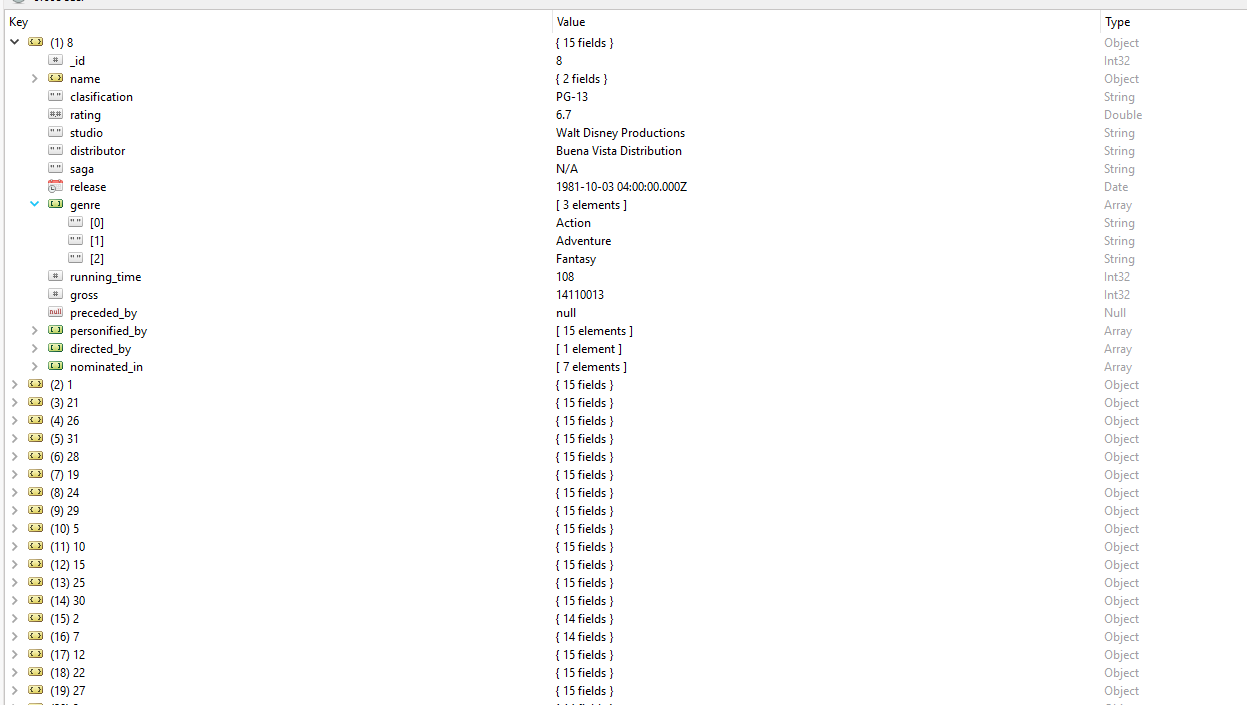 Key Value Type
(1) 8 { 15 fields } Object
# _id 8 Int32
name { 2 fields } Object
" " clasification PG-13 String
#.# rating 6.7 Double
" " studio Walt Disney Productions String
" " distributor Buena Vista Distribution String
" " saga N/A String
release 1981-10-03 04:00:00.000Z Date
genre [ 3 elements ] Array
" " [0] Action String
" " [1] Adventure String
" " [2] Fantasy String
# running_time 108 Int32
# gross 14110013 Int32
null preceded_by null Null
personified_by [ 15 elements ] Array
directed_by [ 1 element ] Array
nominated_in [ 7 elements ] Array
(2) 1 { 15 fields } Object
(3) 21 { 15 fields } Object
(4) 26 { 15 fields } Object
(5) 31 { 15 fields } Object
(6) 28 { 15 fields } Object
(7) 19 { 15 fields } Object
(8) 24 { 15 fields } Object
(9) 29 { 15 fields } Object
(10) 5 { 15 fields } Object
(11) 10 { 15 fields } Object
(12) 15 { 15 fields } Object
(13) 25 { 15 fields } Object
(14) 30 { 15 fields } Object
(15) 2 { 14 fields } Object
(16) 7 { 14 fields } Object
(17) 12 { 15 fields } Object
(18) 22 { 15 fields } Object
(19) 27 { 15 fields } Object